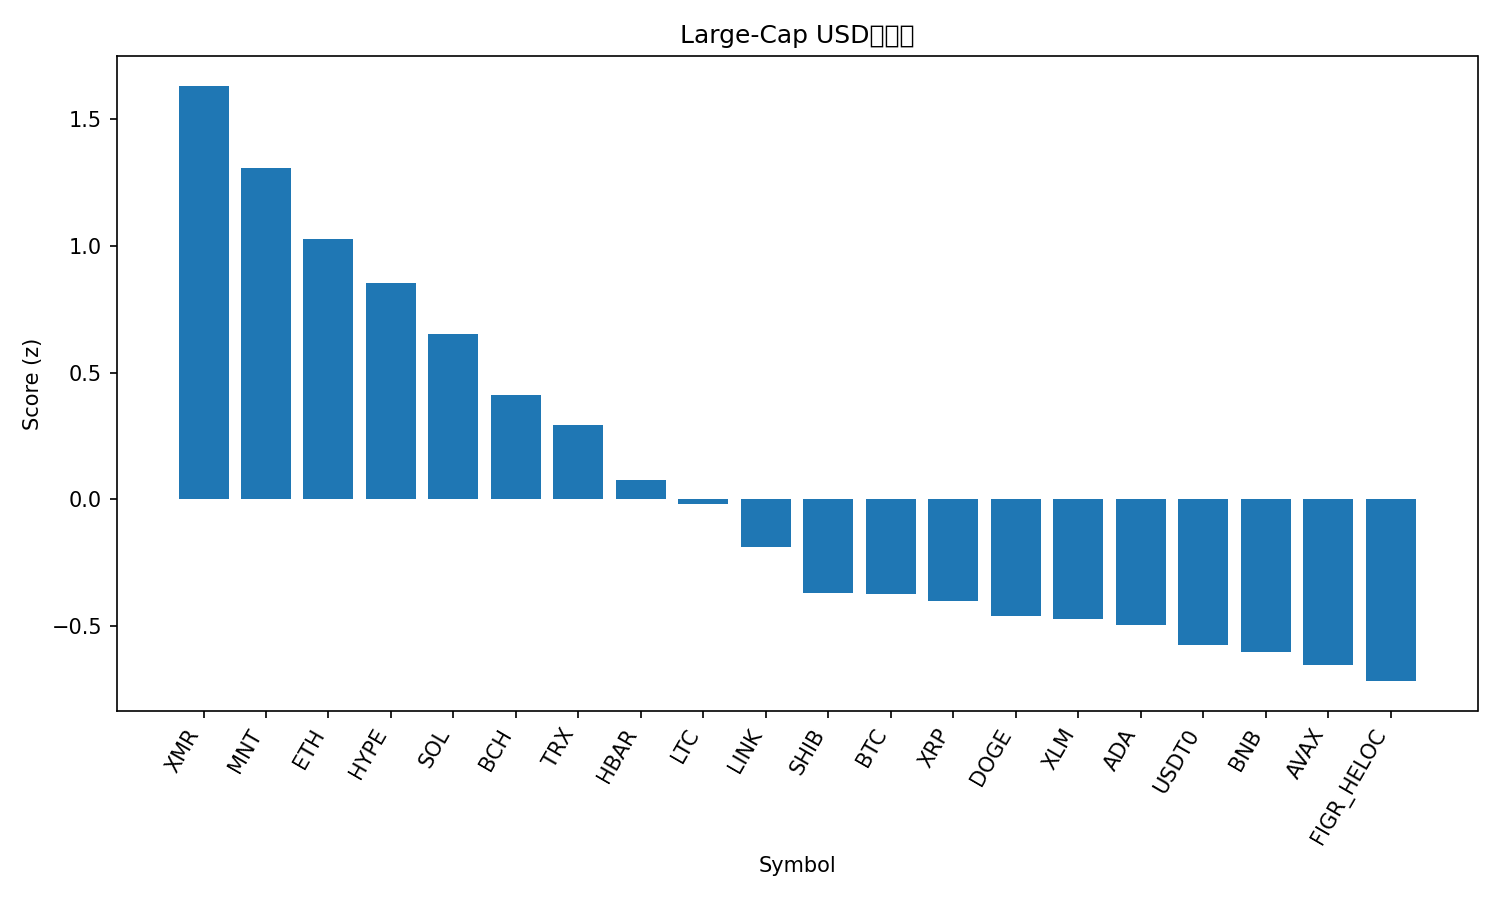 Large-Cap USD
Score (z)
1.5
1.0
0.5
0.0
−0.5
XMR
MNT
ETH
HYPE
SOL
BCH
TRX
HBAR
LTC
LINK
SHIB
BTC
XRP
DOGE
XLM
ADA
USDT0
BNB
AVAX
FIGR_HELOC
Symbol